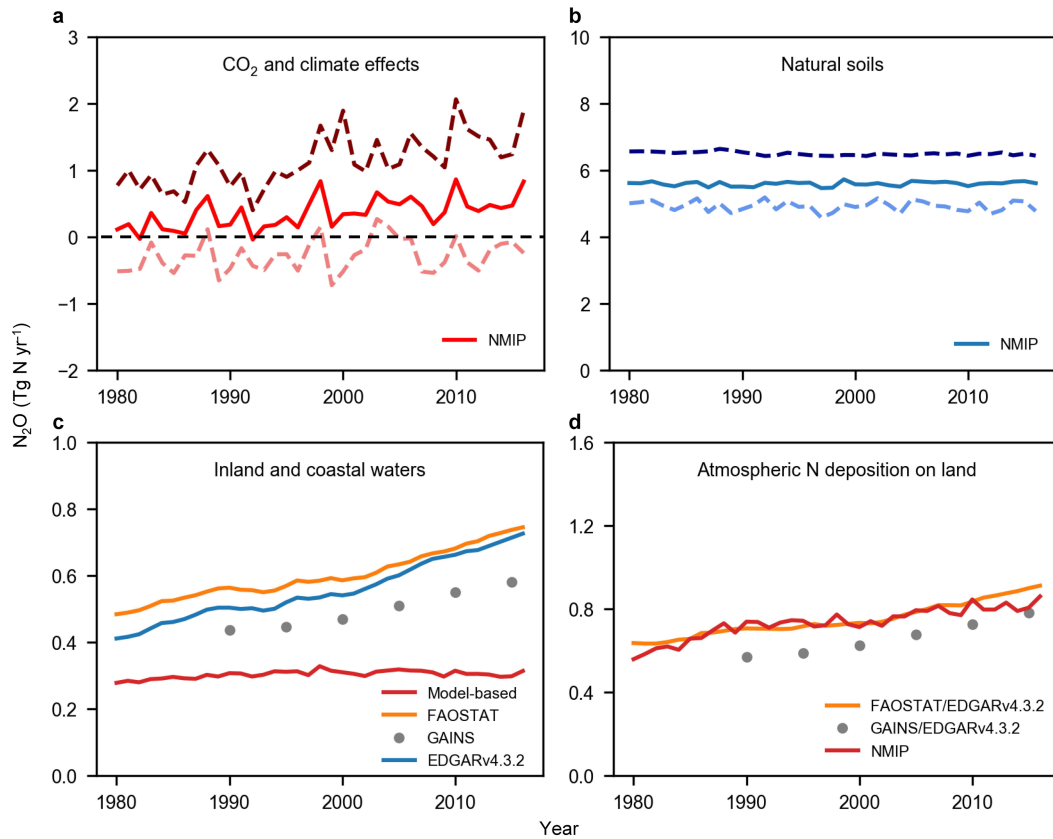 a
3
2
1
0
−1
−2
CO₂ and climate effects
NMIP
1980 1990 2000 2010
b
10
8
6
4
2
0
Natural soils
NMIP
1980 1990 2000 2010
N₂O (Tg N yr⁻¹)
c
1.0
0.8
0.6
0.4
0.2
0.0
Inland and coastal waters
Model-based
FAOSTAT
GAINS
EDGARv4.3.2
1980 1990 2000 2010
d
1.6
1.2
0.8
0.4
0.0
Atmospheric N deposition on land
FAOSTAT/EDGARv4.3.2
GAINS/EDGARv4.3.2
NMIP
1980 1990 2000 2010
Year